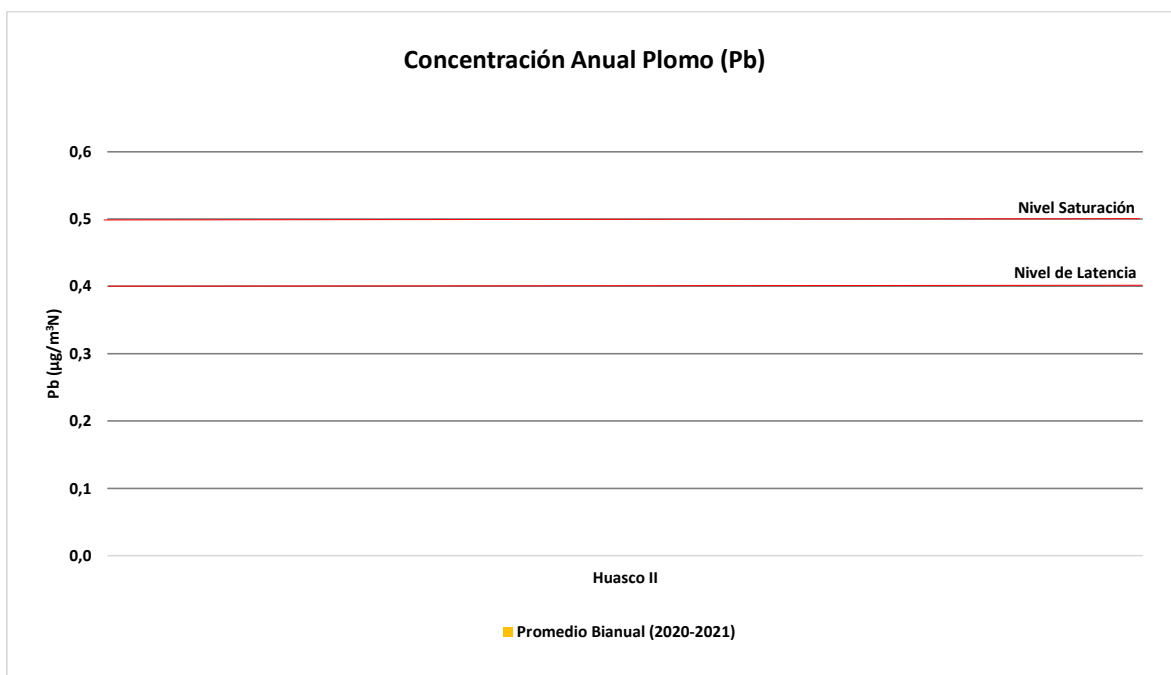 Concentración Anual Plomo (Pb)
0,6
Nivel Saturación
0,5
Nivel de Latencia
0,4
Pb (µg/m³N)
0,3
0,2
0,1
0,0
Huasco II
Promedio Bianual (2020-2021)